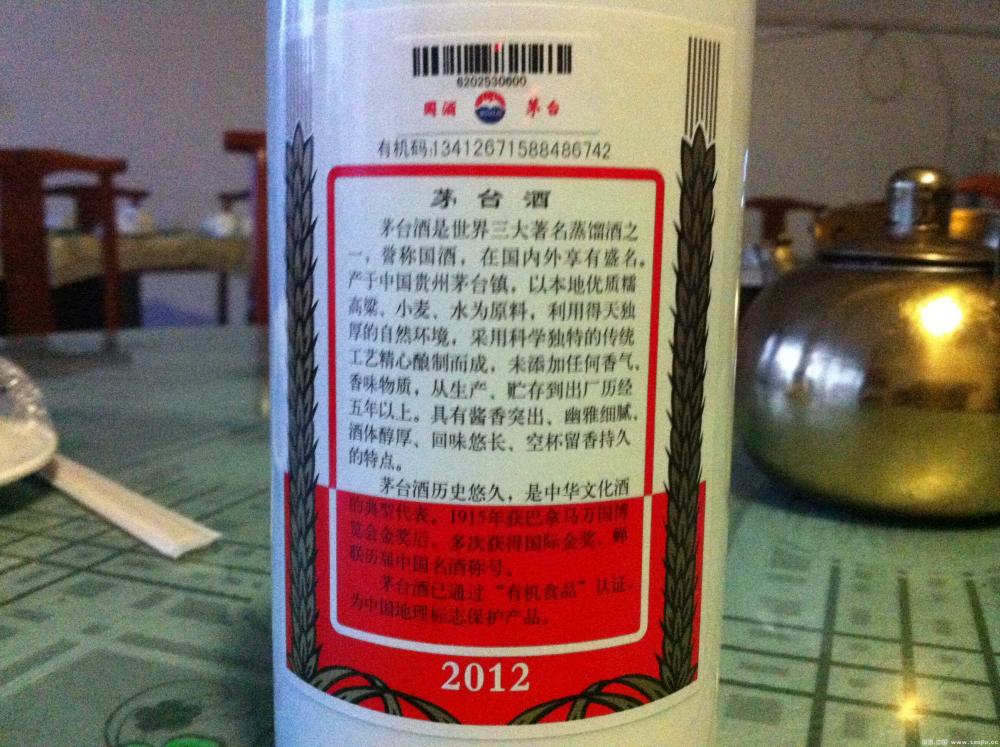 6202530600
国酒 茅台
有机码:13412671588486742
茅台酒
茅台酒是世界三大著名蒸馏酒之
一，誉称国酒，在国内外享有盛名。
产于中国贵州茅台镇，以本地优质糯
高粱、小麦、水为原料，利用得天独
厚的自然环境，采用科学独特的传统
工艺精心酿制而成，未添加任何香气、
香味物质，从生产、贮存到出厂历经
五年以上。具有酱香突出、幽雅细腻、
酒体醇厚、回味悠长、空杯留香持久
的特点。
茅台酒历史悠久，是中华文化酒
的典型代表，1915年获巴拿马万国博
览会金奖后，多次获得国际金奖，蝉
联历届中国名酒称号。
茅台酒已通过“有机食品”认证，
为中国地理标志保护产品。
2012